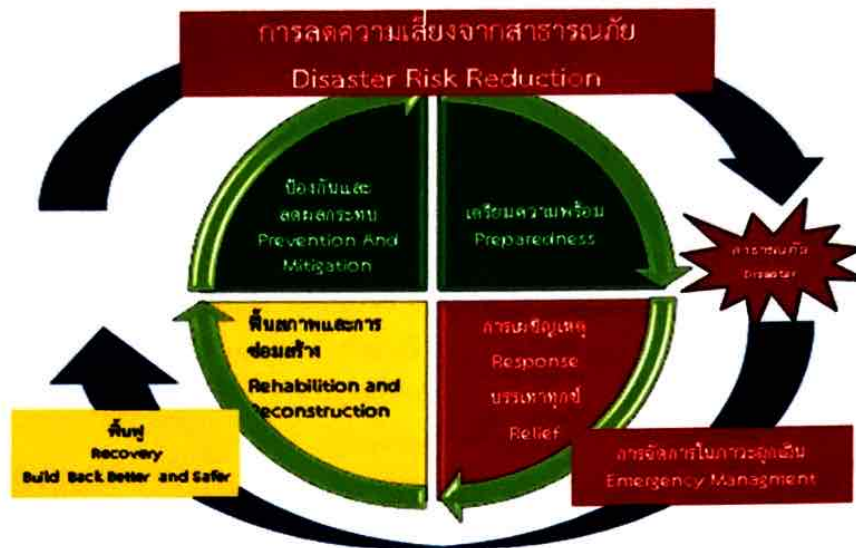 การลดความเสี่ยงจากสาธารณภัย
Disaster Risk Reduction
ป้องกันและ
ลดผลกระทบ
Prevention And
Mitigation
เตรียมความพร้อม
Preparedness
สาธารณภัย
Disaster
ฟื้นสภาพและการ
ซ่อมสร้าง
Rehabilition and
Reconstruction
การเผชิญเหตุ
Response
บรรเทาทุกข์
Relief
ฟื้นฟู
Recovery
Build Back Better and Safer
การจัดการในภาวะฉุกเฉิน
Emergency Managment